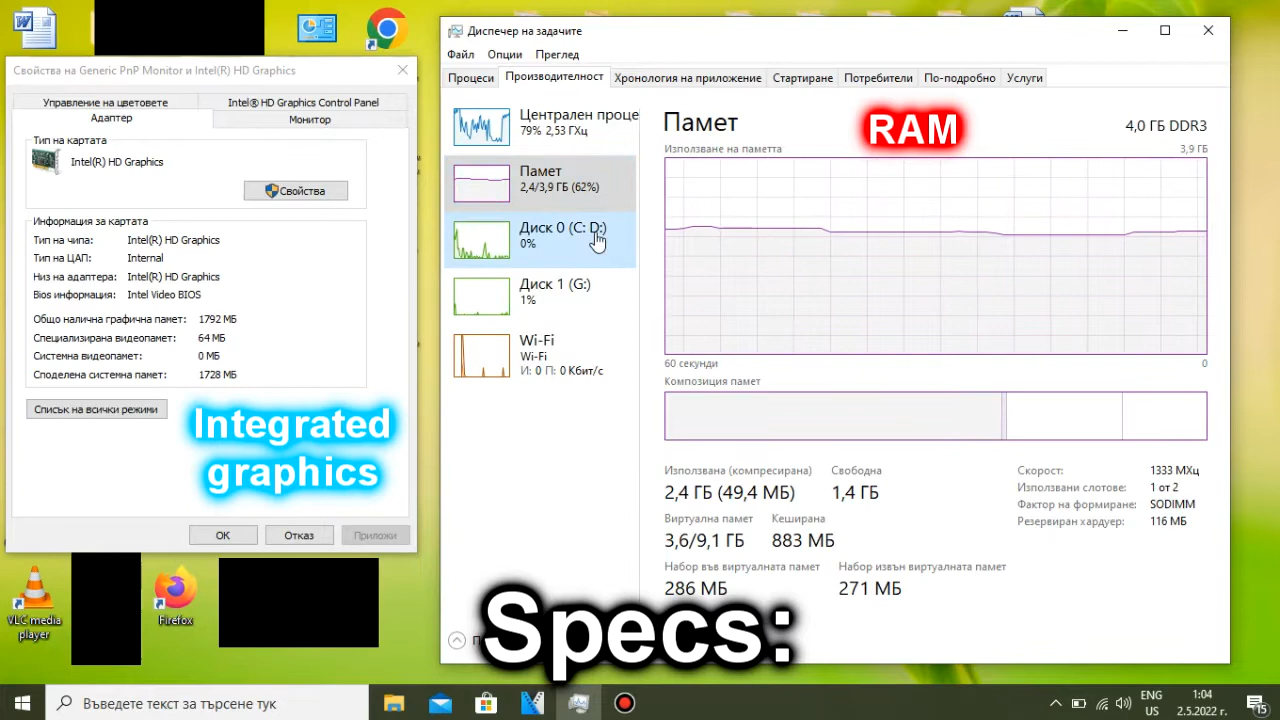 Свойства на Generic PnP Monitor и Intel(R) HD Graphics
Управление на цветовете
Intel® HD Graphics Control Panel
Адаптер
Монитор
Тип на картата
Intel(R) HD Graphics
Свойства
Информация за картата
Тип на чипа: Intel(R) HD Graphics
Тип на ЦАП: Internal
Низ на адаптера: Intel(R) HD Graphics
Bios информация: Intel Video BIOS
Общо налична графична памет: 1792 МБ
Специализирана видеопамет: 64 МБ
Системна видеопамет: 0 МБ
Споделена системна памет: 1728 МБ
Списък на всички режими
Integrated
graphics
OK
Отказ
Приложи
VLC media
player
Firefox
Диспечер на задачите
Файл Опции Преглед
Процеси Производителност Хронология на приложение Стартиране Потребители По-подробно Услуги
Централен проце
79% 2,53 ГХц
Памет
2,4/3,9 ГБ (62%)
Диск 0 (C: D:)
0%
Диск 1 (G:)
1%
Wi-Fi
Wi-Fi
И: 0 П: 0 Кбит/с
Памет
RAM
4,0 ГБ DDR3
Използване на паметта
3,9 ГБ
60 секунди
0
Композиция памет
Използвана (компресирана) Свободна
2,4 ГБ (49,4 МБ) 1,4 ГБ
Виртуална памет Кеширана
3,6/9,1 ГБ 883 МБ
Набор във виртуалната памет Набор извън виртуалната памет
286 МБ 271 МБ
Скорост: 1333 МХц
Използвани слотове: 1 от 2
Фактор на формиране: SODIMM
Резервиран хардуер: 116 МБ
Specs:
Въведете текст за търсене тук
ENG
US
1:04
2.5.2022 г.
15